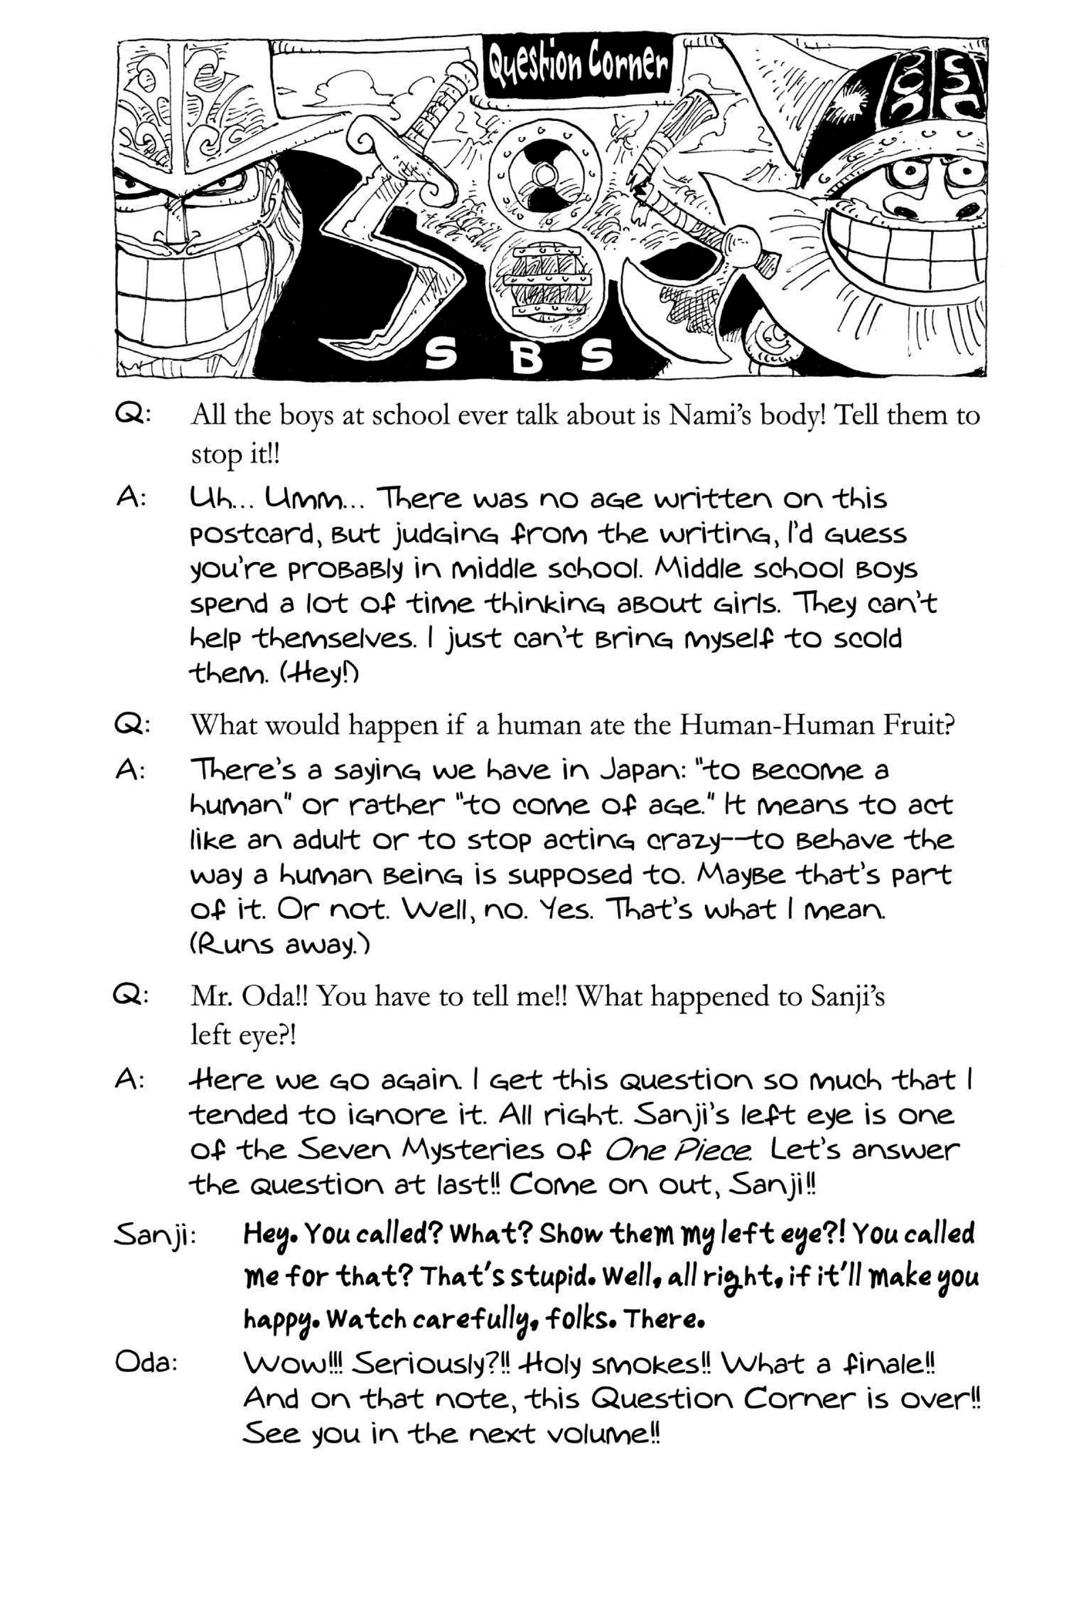 Question Corner
S B S
Q: All the boys at school ever talk about is Nami's body! Tell them to
stop it!!
A: Uh... Umm... There was no age written on this
postcard, but judging from the writing, I'd guess
you're probably in middle school. Middle school boys
spend a lot of time thinking about girls. They can't
help themselves. I just can't bring myself to scold
them. (Hey!)
Q: What would happen if a human ate the Human-Human Fruit?
A: There's a saying we have in Japan: "to become a
human" or rather "to come of age." It means to act
like an adult or to stop acting crazy--to behave the
way a human being is supposed to. Maybe that's part
of it. Or not. Well, no. Yes. That's what I mean.
(Runs away.)
Q: Mr. Oda!! You have to tell me!! What happened to Sanji's
left eye?!
A: Here we go again. I get this question so much that I
tended to ignore it. All right. Sanji's left eye is one
of the Seven Mysteries of One Piece. Let's answer
the question at last!! Come on out, Sanji!!
Sanji: Hey. You called? What? Show them my left eye?! You called
me for that? That's stupid. Well, all right, if it'll make you
happy. Watch carefully, folks. There.
Oda: Wow!!! Seriously?!! Holy smokes!! What a finale!!
And on that note, this Question Corner is over!!
See you in the next volume!!